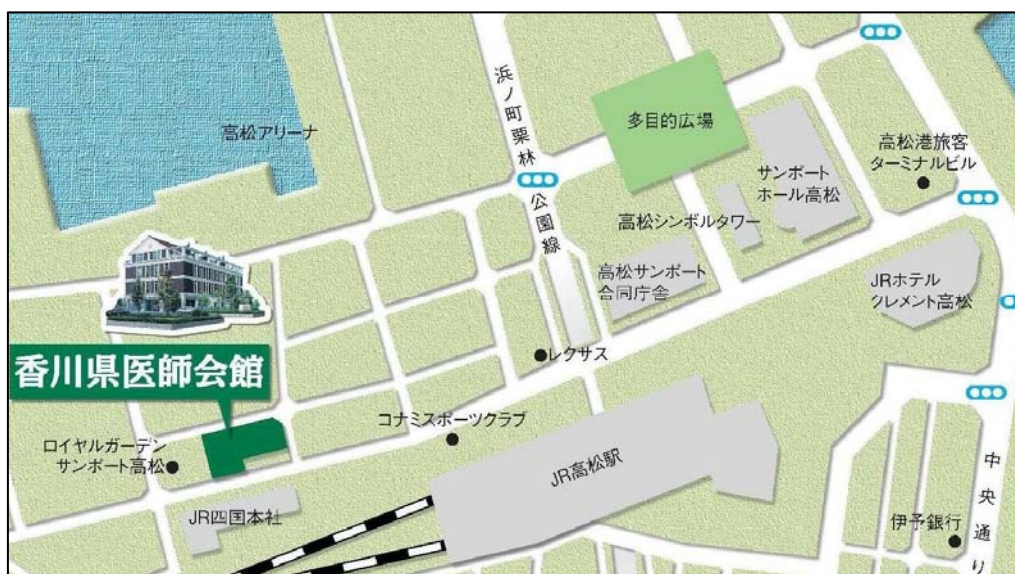 浜ノ町栗林公園線
多目的広場
高松アリーナ
高松港旅客
ターミナルビル
サンポート
ホール高松
高松シンボルタワー
高松サンポート
合同庁舎
JRホテル
クレメント高松
レクサス
香川県医師会館
コナミスポーツクラブ
ロイヤルガーデン
サンポート高松
JR高松駅
JR四国本社
伊予銀行
中央通り